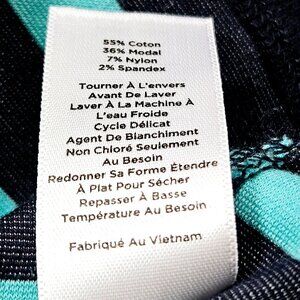 55% Coton
36% Modal
7% Nylon
2% Spandex
Tourner À L'envers
Avant De Laver
Laver À La Machine À
L'eau Froide
Cycle Délicat
Agent De Blanchiment
Non Chloré Seulement
Au Besoin
Redonner Sa Forme Étendre
À Plat Pour Sécher
Repasser À Basse
Température Au Besoin
Fabriqué Au Vietnam